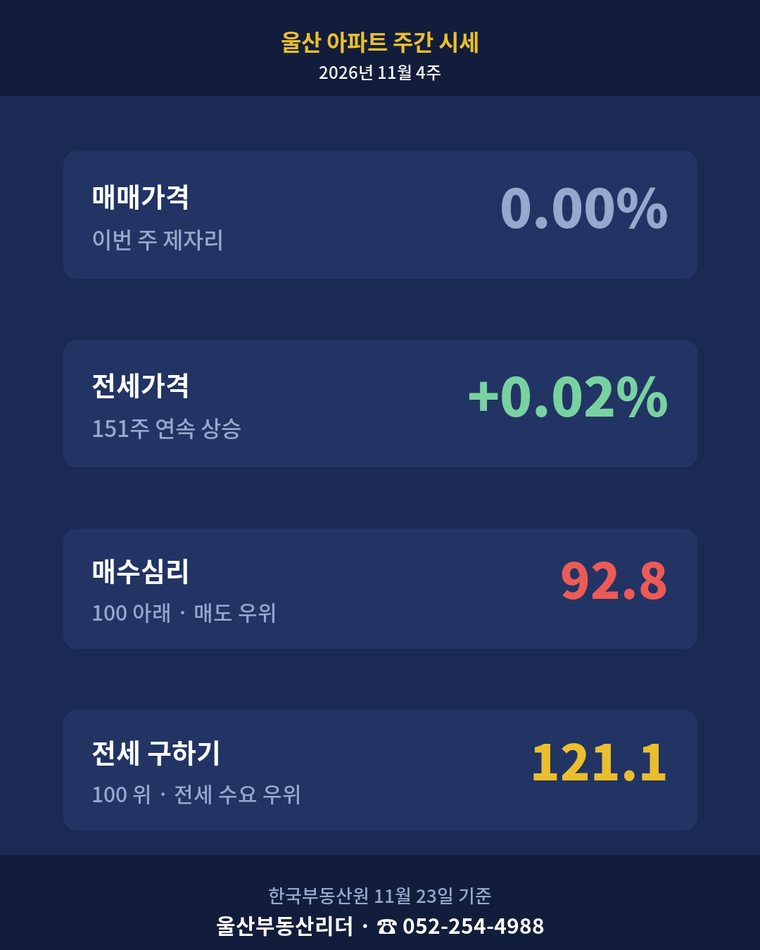 울산 아파트 주간 시세
2026년 11월 4주
매매가격
이번 주 제자리
0.00%
전세가격
151주 연속 상승
+0.02%
매수심리
100 아래 · 매도 우위
92.8
전세 구하기
100 위 · 전세 수요 우위
121.1
한국부동산원 11월 23일 기준
울산부동산리더 · ☎ 052-254-4988